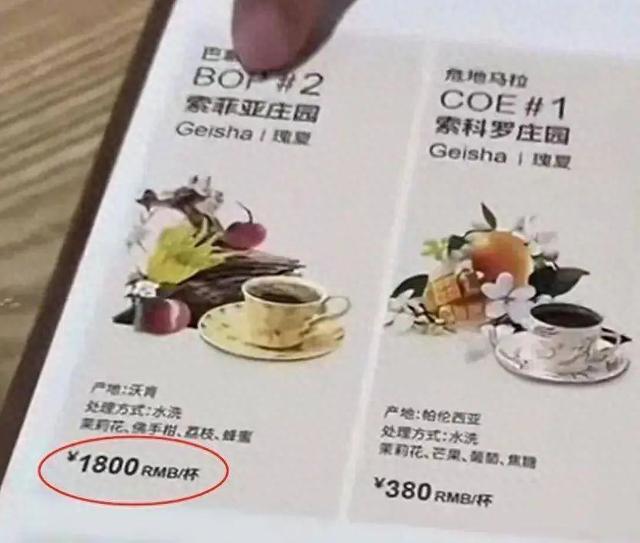 巴
BOP #2
索菲亚庄园
Geisha | 瑰夏
产地:沃肯
处理方式:水洗
茉莉花、佛手柑、荔枝、蜂蜜
¥1800 RMB/杯
危地马拉
COE #1
索科罗庄园
Geisha | 瑰夏
产地:帕伦西亚
处理方式:水洗
茉莉花、芒果、葡萄、焦糖
¥380 RMB/杯